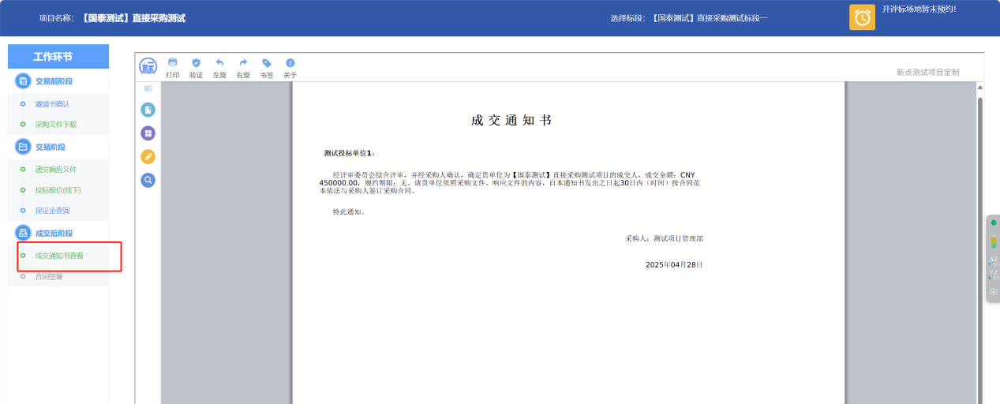 项目名称: 【国泰测试】直接采购测试
选择标段: 【国泰测试】直接采购测试标段一
开评标场地暂未预约!
工作环节
交易前阶段
邀请书确认
采购文件下载
交易阶段
递交响应文件
投标报价(线下)
保证金查询
成交后阶段
成交通知书查看
合同签署
标
打印
验证
左旋
右旋
书签
关于
新点测试项目定制
成交通知书
测试投标单位1:
经评审委员会综合评审，并经采购人确认，确定贵单位为【国泰测试】直接采购测试项目的成交人，成交金额: CNY
450000.00，履约期限: 无。请贵单位依照采购文件、响应文件的内容，自本通知书发出之日起30日内（时间）按合同范
本依法与采购人签订采购合同。
特此通知。
采购人: 测试项目管理部
2025年04月28日
5.2
7.7